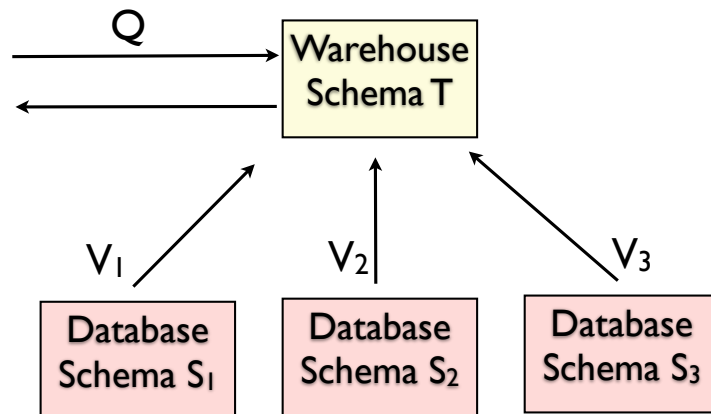 Q
Warehouse
Schema T
V₁
V₂
V₃
Database
Schema S₁
Database
Schema S₂
Database
Schema S₃